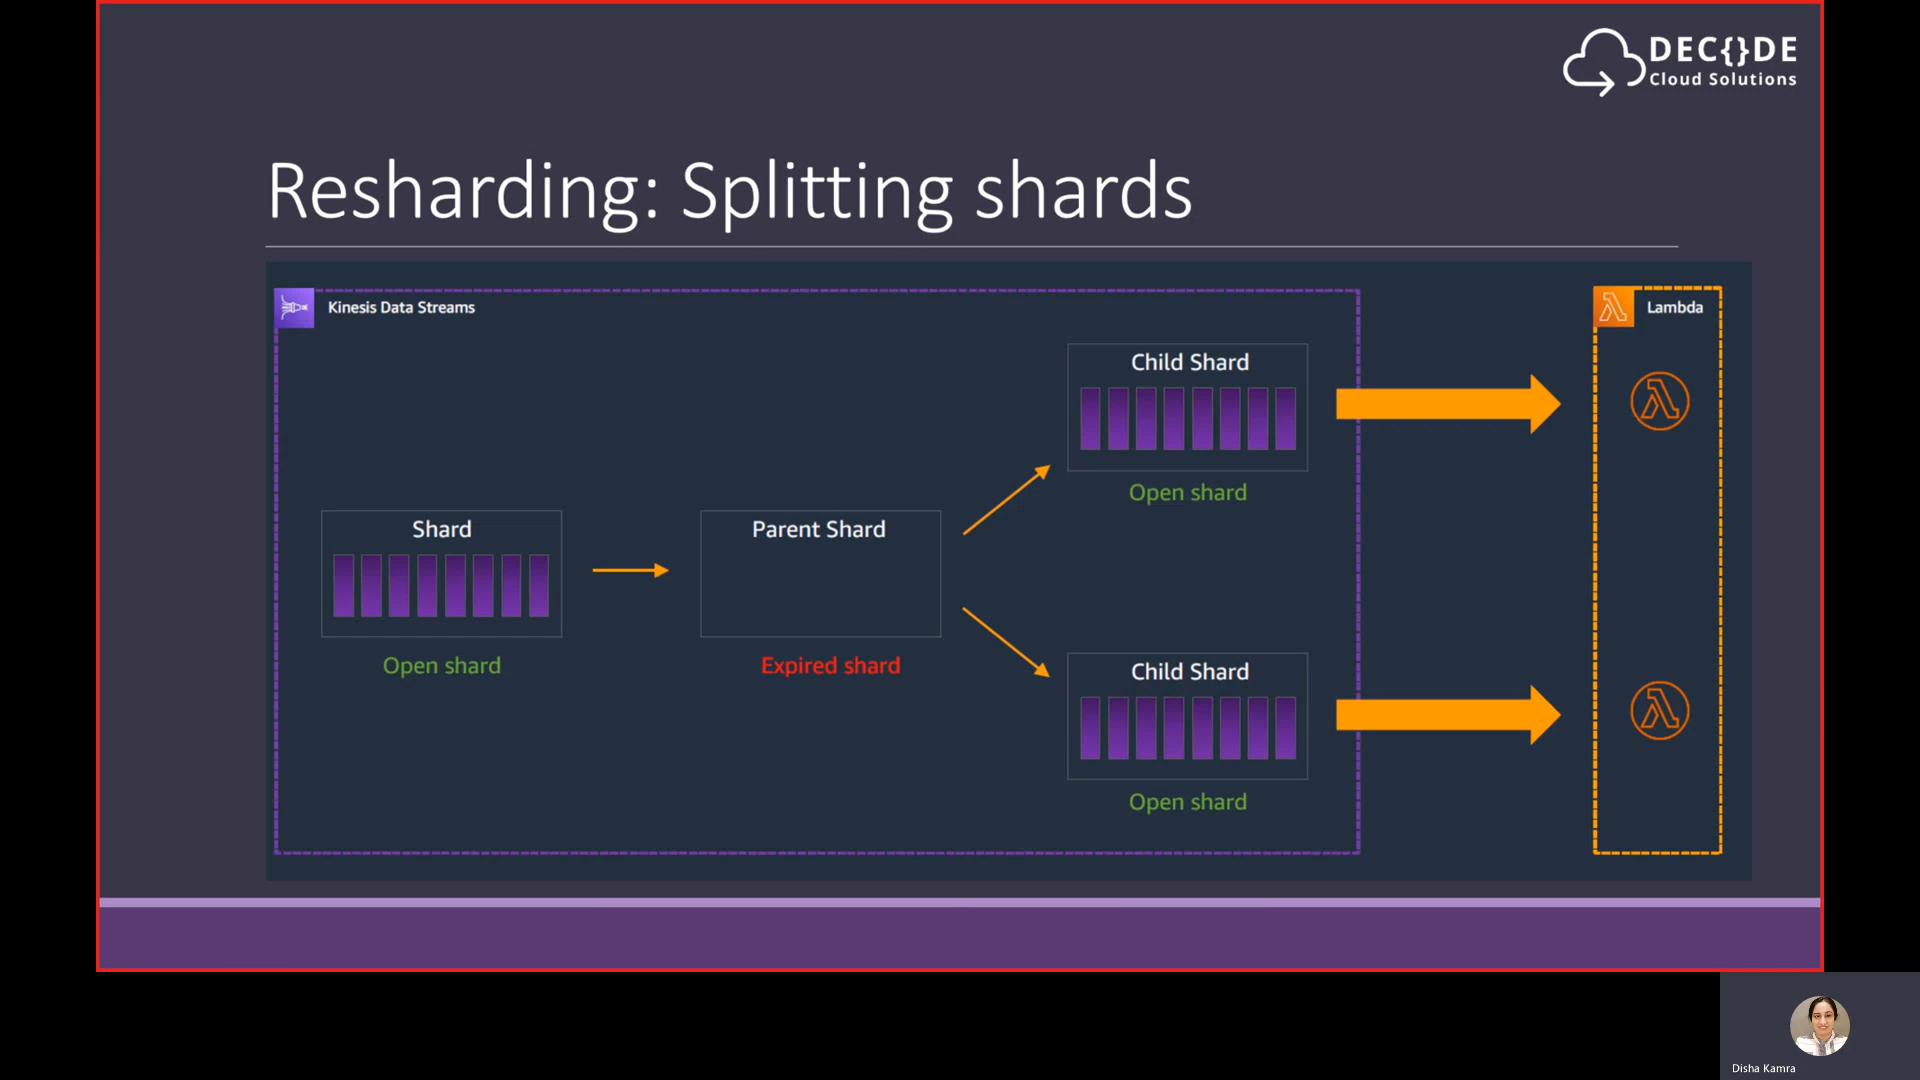 DEC{}DE
Cloud Solutions
Resharding: Splitting shards
Kinesis Data Streams
Lambda
Child Shard
Open shard
Shard
Parent Shard
Open shard
Expired shard
Child Shard
Open shard
Disha Kamra